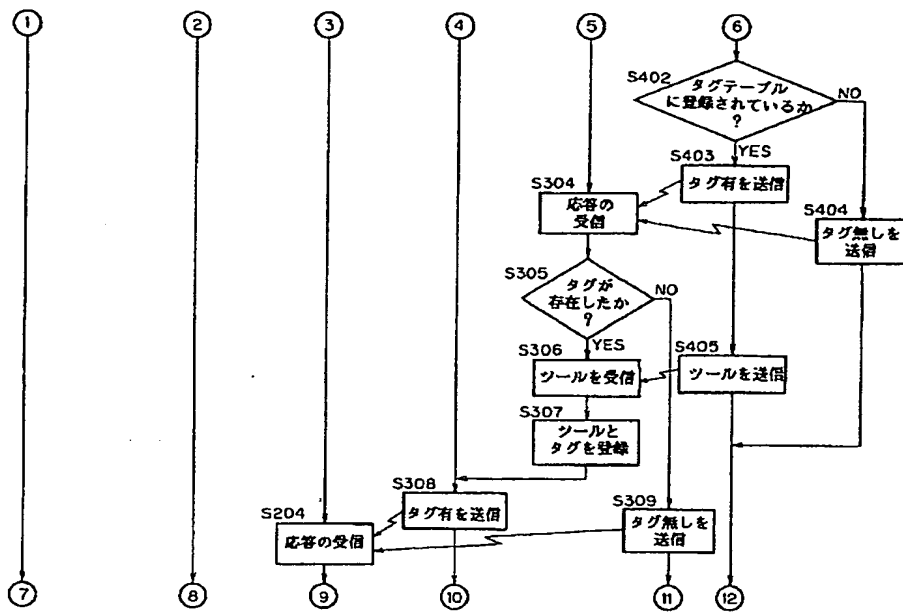 1
2
3
4
5
6
S402
タグテーブル
に登録されているか
?
NO
YES
S403
タグ有を送信
S304
応答の
受信
S404
タグ無しを
送信
S305
タグが
存在したか
?
NO
YES
S306
ツールを受信
S405
ツールを送信
S307
ツールと
タグを登録
S308
タグ有を送信
S309
タグ無しを
送信
S204
応答の受信
7
8
9
10
11
12